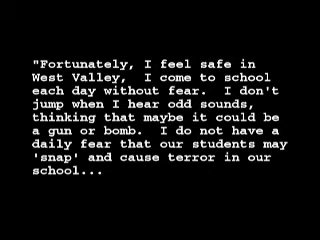 "Fortunately, I feel safe in
West Valley,  I come to school
each day without fear.  I don't
jump when I hear odd sounds,
thinking that maybe it could be
a gun or bomb.  I do not have a
daily fear that our students may
'snap' and cause terror in our
school...